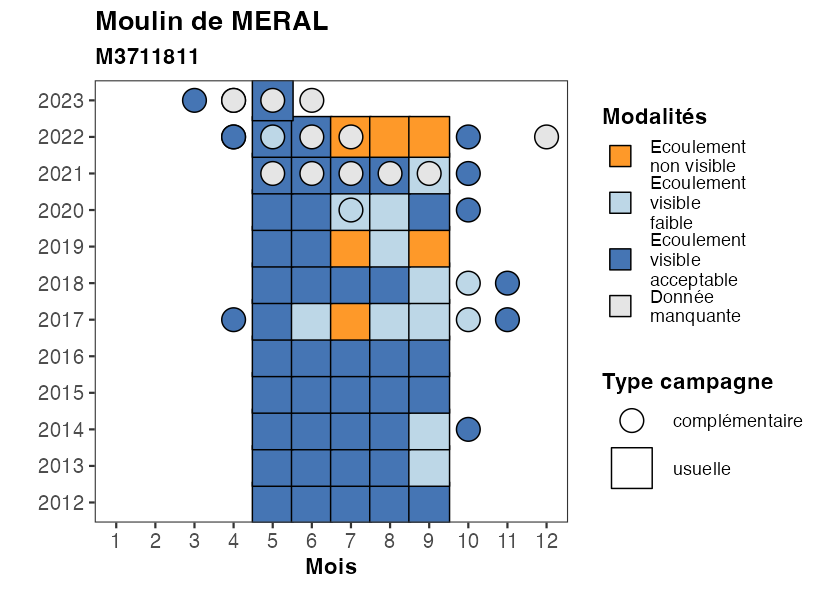 Moulin de MERAL
M3711811
2023
2022
2021
2020
2019
2018
2017
2016
2015
2014
2013
2012
1 2 3 4 5 6 7 8 9 10 11 12
Mois
Modalités
Ecoulement
non visible
Ecoulement
visible
faible
Ecoulement
visible
acceptable
Donnée
manquante
Type campagne
complémentaire
usuelle